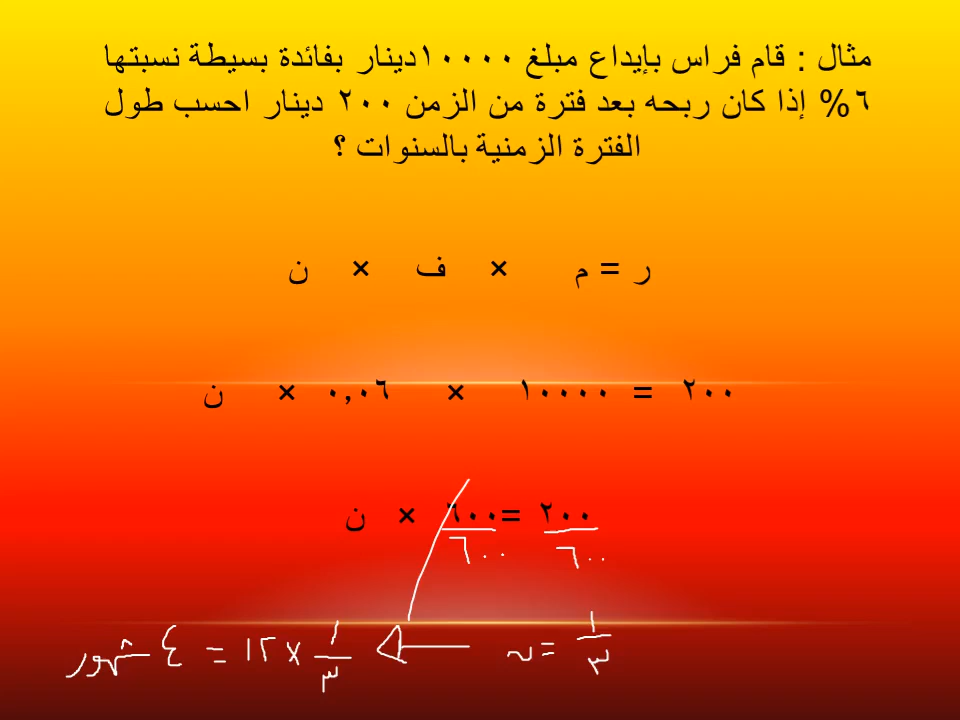 مثال : قام فراس بإيداع مبلغ ١٠٠٠٠دينار بفائدة بسيطة نسبتها
٦% إذا كان ربحه بعد فترة من الزمن ٢٠٠ دينار احسب طول
الفترة الزمنية بالسنوات ؟
ر = م × ف × ن
٢٠٠ = ١٠٠٠٠ × ٠,٠٦ × ن
٢٠٠ =٦٠٠ × ن
٦٠٠ ٦٠٠
١/٣ = ن ← ١/٣ × ١٢ = ٤ شهور